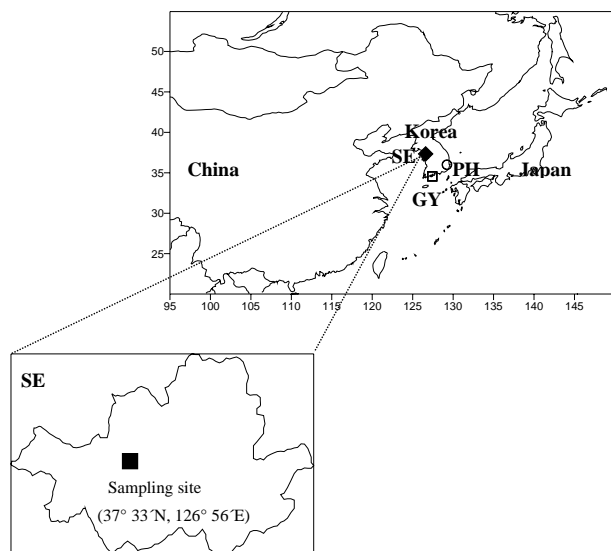 55
50
45
40
35
30
25
Korea
SE
PH
China
Japan
GY
95 100 105 110 115 120 125 130 135 140 145
SE
Sampling site
(37° 33´N, 126° 56´E)